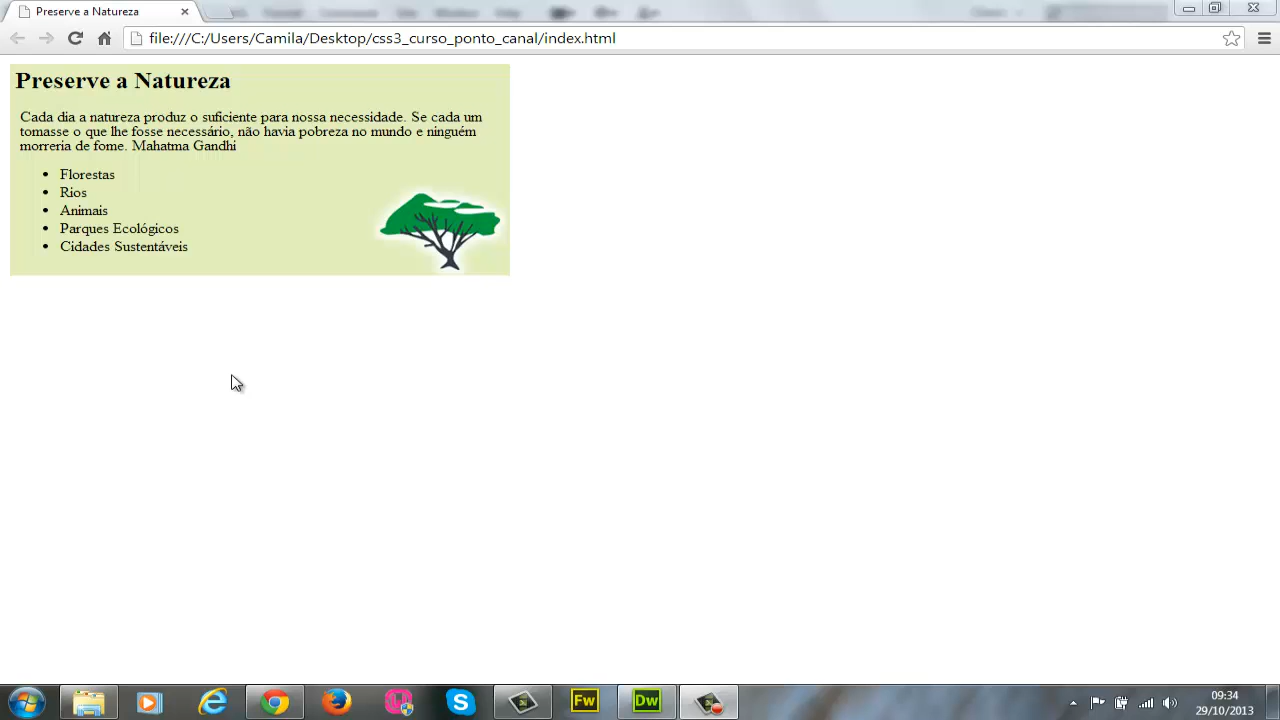 Preserve a Natureza
file:///C:/Users/Camila/Desktop/css3_curso_ponto_canal/index.html
Preserve a Natureza
Cada dia a natureza produz o suficiente para nossa necessidade. Se cada um
tomasse o que lhe fosse necessário, não havia pobreza no mundo e ninguém
morreria de fome. Mahatma Gandhi
Florestas
Rios
Animais
Parques Ecológicos
Cidades Sustentáveis
Fw
Dw
09:34
29/10/2013